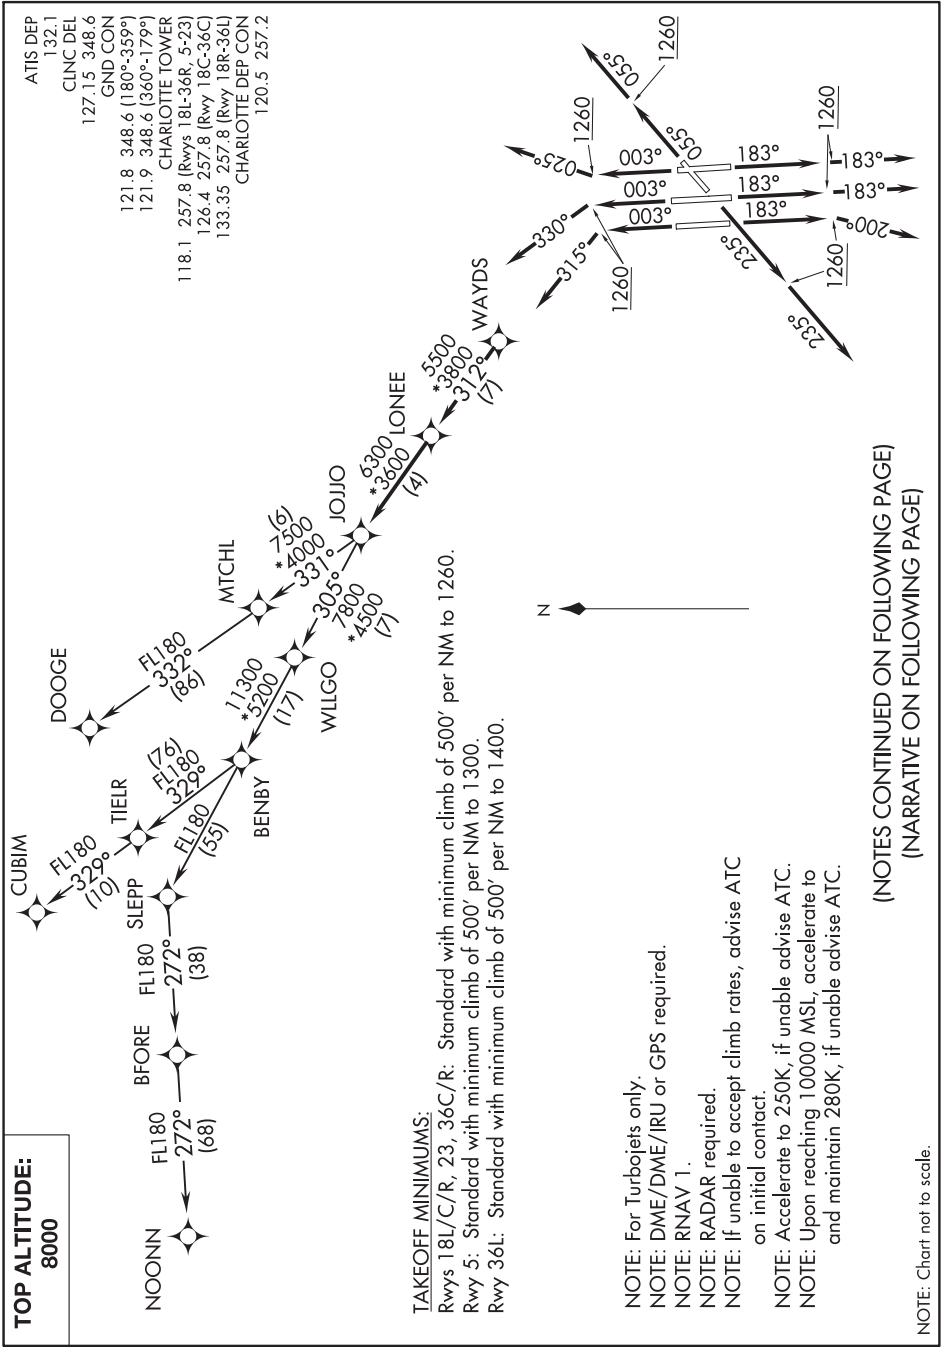 TOP ALTITUDE:
8000
ATIS DEP
132.1
CLNC DEL
127.15 348.6
GND CON
121.8 348.6 (180°-359°)
121.9 348.6 (360°-179°)
CHARLOTTE TOWER
118.1 257.8 (Rwys 18L-36R, 5-23)
126.4 257.8 (Rwy 18C-36C)
133.35 257.8 (Rwy 18R-36L)
CHARLOTTE DEP CON
120.5 257.2
CUBIM
FL180
329°
(10)
TIELR
(76)
FL180
329°
DOOGE
FL180
332°
(86)
MTCHL
(6)
7500
*4000
331°
JOJJO
6300
*3600
(4)
LONEE
5500
*3800
312°
(7)
WAYDS
NOONN
FL180
272°
(68)
BFORE
FL180
272°
(38)
SLEPP
FL180
(55)
BENBY
11300
*5200
(17)
WLLGO
305°
7800
*4500
(7)
315°
330°
025°
055°
055°
1260
1260
1260
003°
003°
003°
183°
183°
183°
183°
183°
200°
1260
1260
235°
235°
N
TAKEOFF MINIMUMS:
Rwys 18L/C/R, 23, 36C/R: Standard with minimum climb of 500' per NM to 1260.
Rwy 5: Standard with minimum climb of 500' per NM to 1300.
Rwy 36L: Standard with minimum climb of 500' per NM to 1400.
NOTE: For Turbojets only.
NOTE: DME/DME/IRU or GPS required.
NOTE: RNAV 1.
NOTE: RADAR required.
NOTE: If unable to accept climb rates, advise ATC
on initial contact.
NOTE: Accelerate to 250K, if unable advise ATC.
NOTE: Upon reaching 10000 MSL, accelerate to
and maintain 280K, if unable advise ATC.
(NOTES CONTINUED ON FOLLOWING PAGE)
(NARRATIVE ON FOLLOWING PAGE)
NOTE: Chart not to scale.